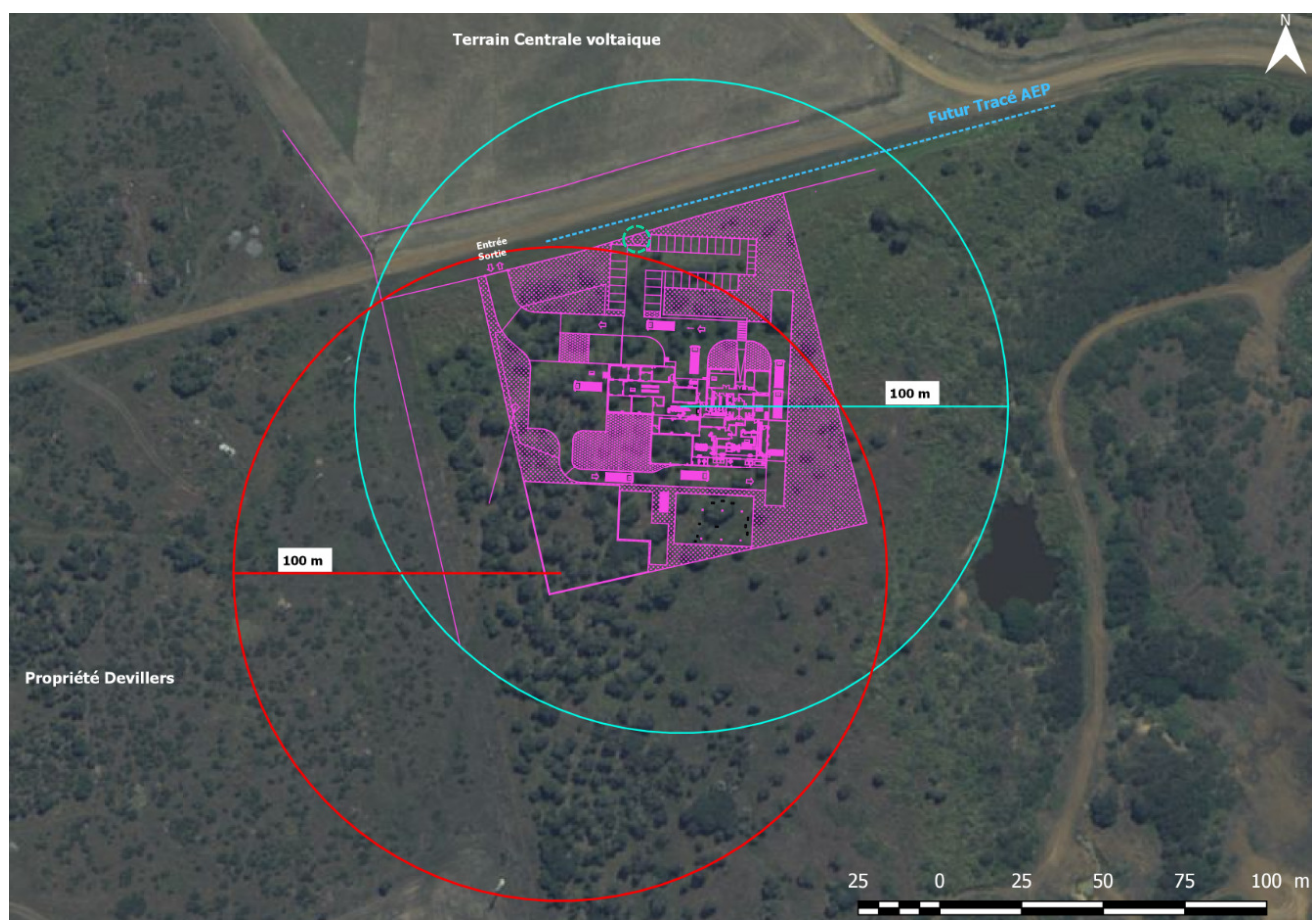 Terrain Centrale voltaique
N
Futur Tracé AEP
Entrée
Sortie
100 m
100 m
Propriété Devillers
25 0 25 50 75 100 m